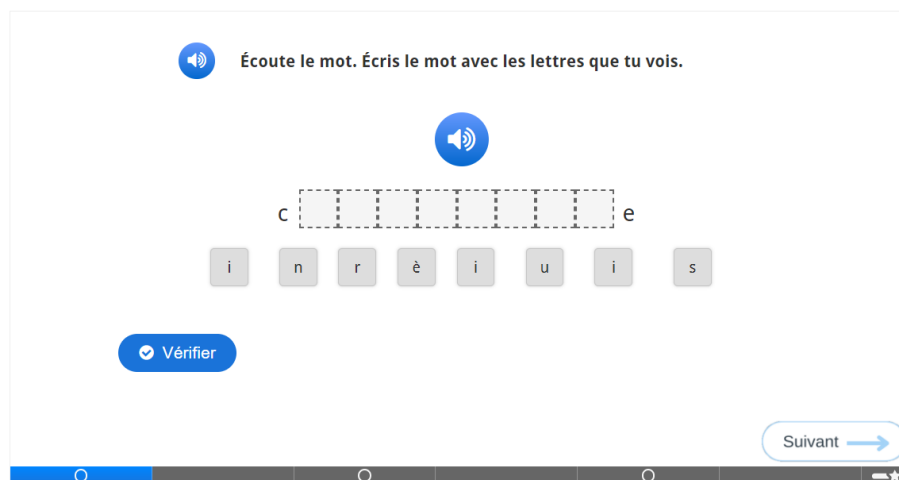 Écoute le mot. Écris le mot avec les lettres que tu vois.
c e
i n r è i u i s
Vérifier
Suivant